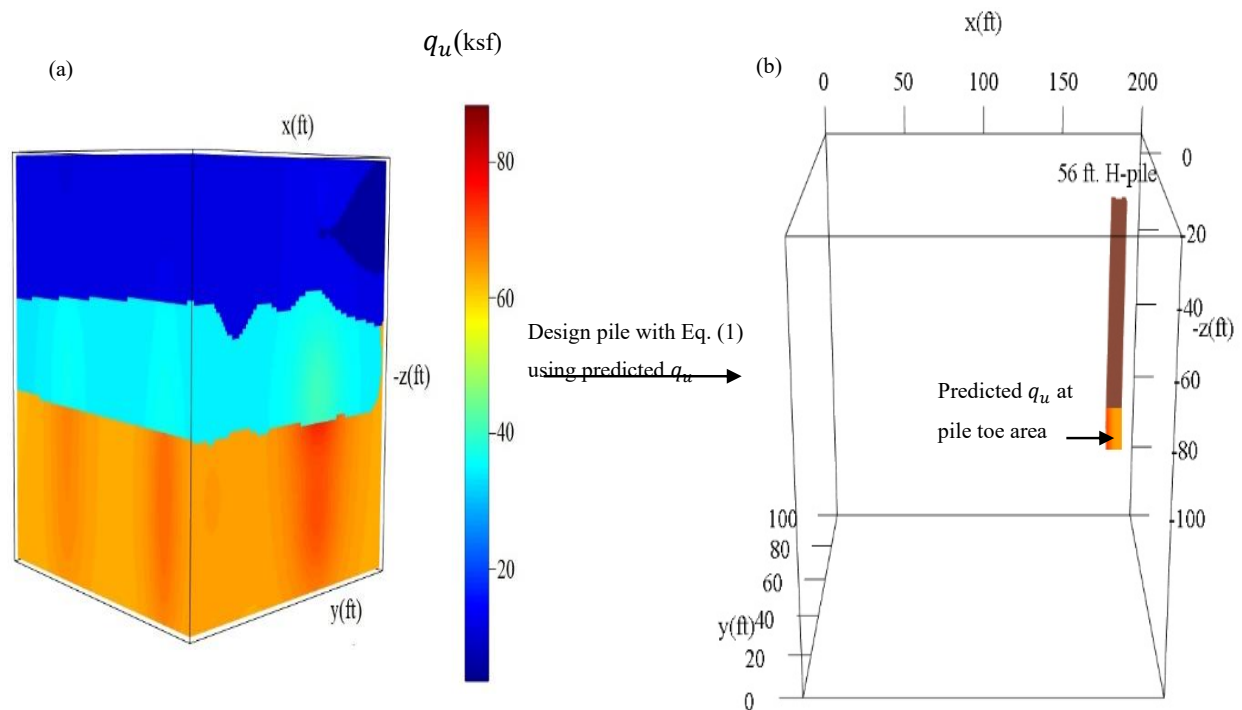 (a)
q_u(ksf)
x(ft)
-z(ft)
y(ft)
80
60
40
20
Design pile with Eq. (1)
using predicted q_u
(b)
x(ft)
0 50 100 150 200
56 ft. H-pile
0
-20
-40
-z(ft)
-60
-80
-100
Predicted q_u at
pile toe area
100
80
60
40
y(ft)
20
0